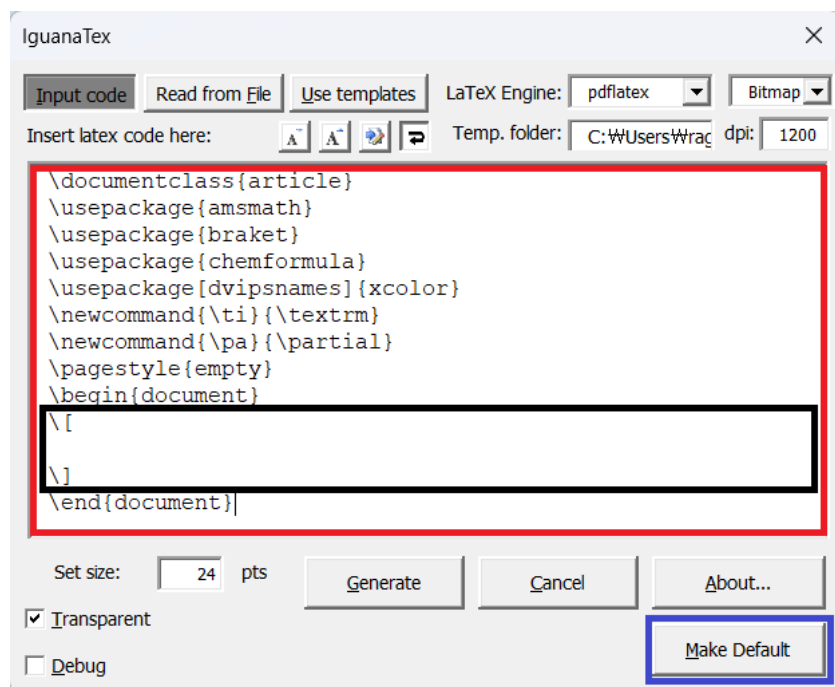 IguanaTex
Input code Read from File Use templates LaTeX Engine: pdflatex Bitmap
Insert latex code here: A A Temp. folder: C:₩Users₩rag dpi: 1200
\documentclass{article}
\usepackage{amsmath}
\usepackage{braket}
\usepackage{chemformula}
\usepackage[dvipsnames]{xcolor}
\newcommand{\ti}{\textrm}
\newcommand{\pa}{\partial}
\pagestyle{empty}
\begin{document}
\[
\]
\end{document}
Set size: 24 pts Generate Cancel About...
Transparent
Make Default
Debug